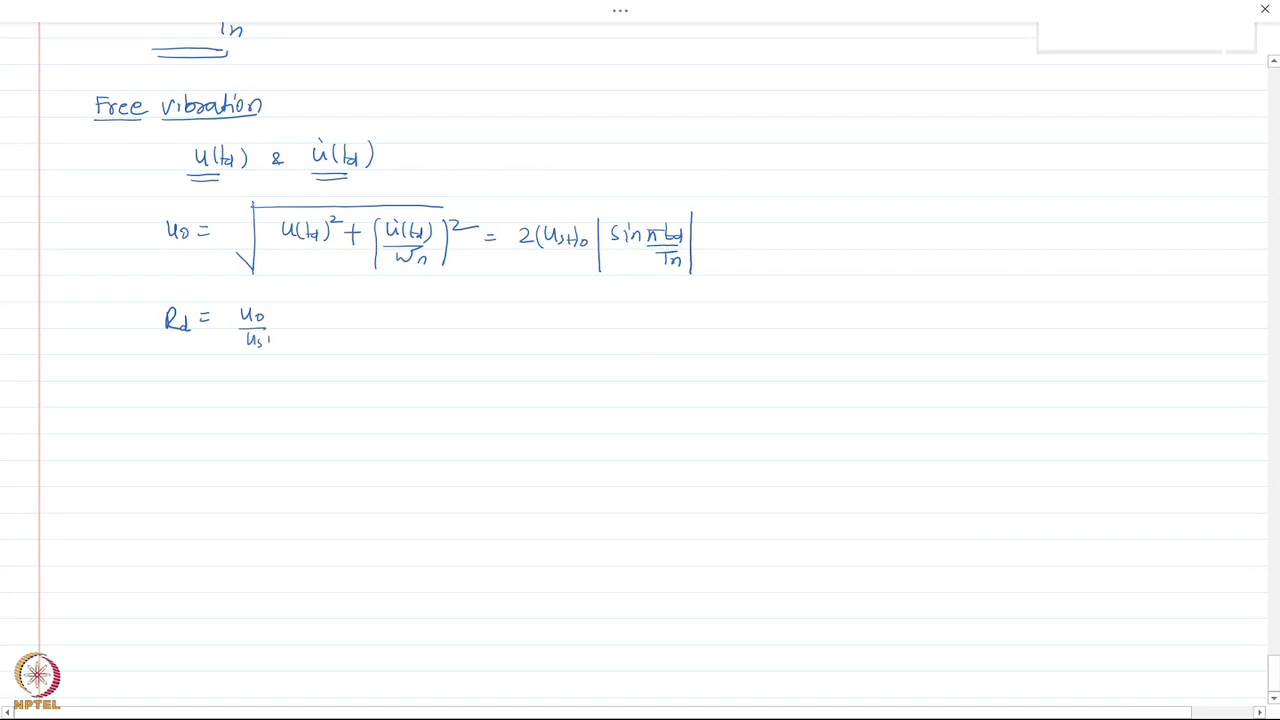 Tn
Free vibration
u(td) & u̇(td)
u0 = √ u(td)² + (u̇(td)/ωn)² = 2(ust)0 |sin πtd/Tn|
Rd = u0/us
NPTEL